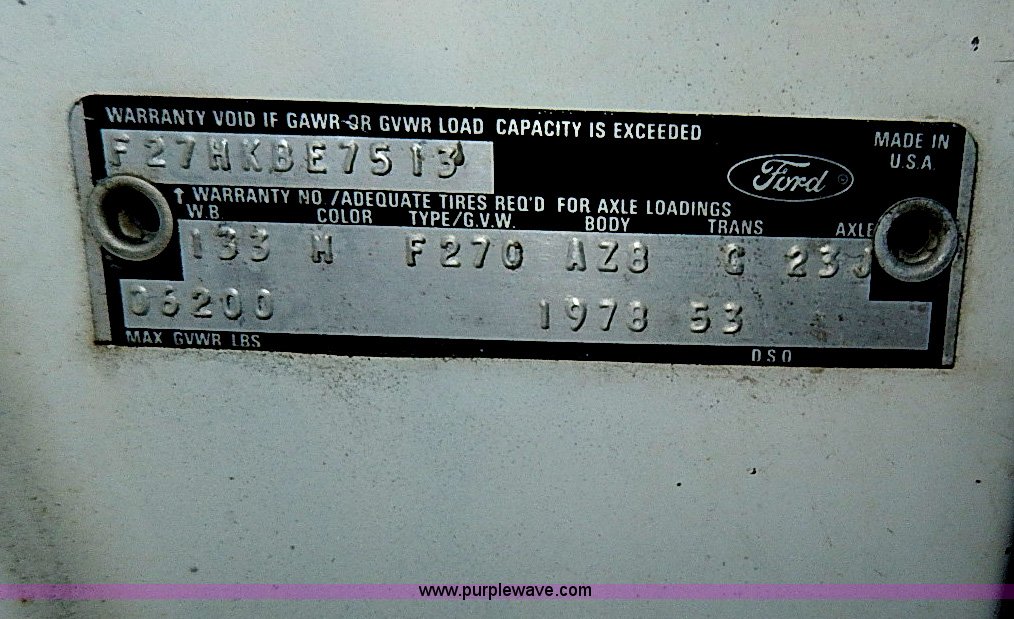 WARRANTY VOID IF GAWR OR GVWR LOAD CAPACITY IS EXCEEDED
MADE IN
U.S.A.
F27HKBE7513
Ford
↑ WARRANTY NO./ADEQUATE TIRES REQ'D FOR AXLE LOADINGS
W.B. COLOR TYPE/G.V.W. BODY TRANS AXLE
133 F270 AZ8 G 23J
06200 1978 53
MAX GVWR LBS DSO
www.purplewave.com